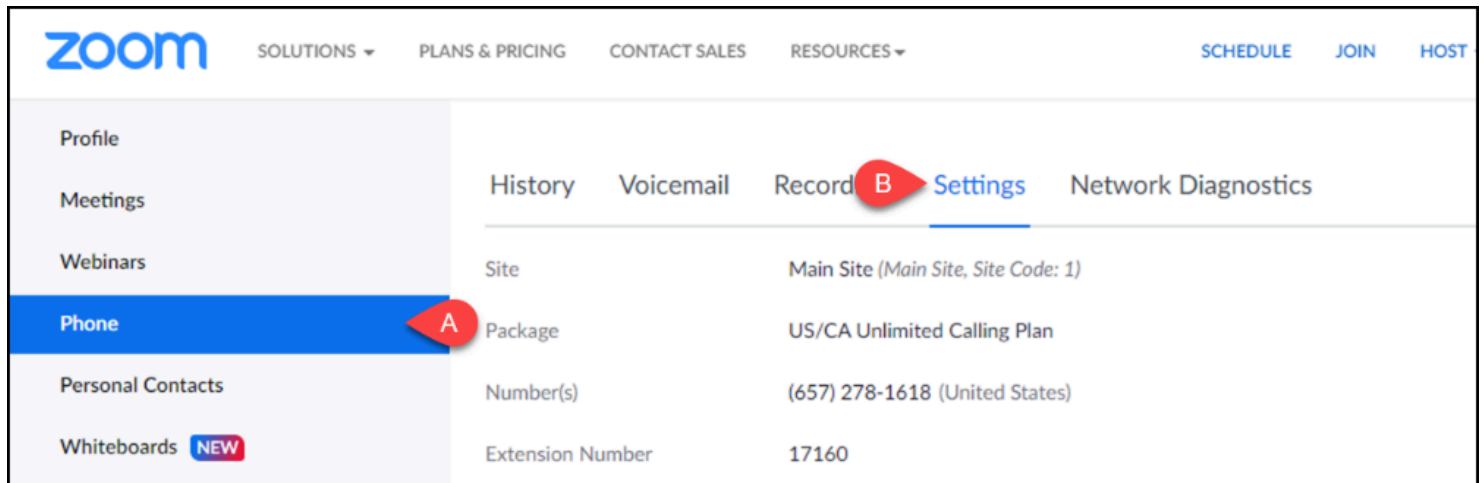 zoom SOLUTIONS PLANS & PRICING CONTACT SALES RESOURCES SCHEDULE JOIN HOST
Profile
Meetings
Webinars
Phone
Personal Contacts
Whiteboards NEW
A
History Voicemail Record B Settings Network Diagnostics
Site Main Site (Main Site, Site Code: 1)
Package US/CA Unlimited Calling Plan
Number(s) (657) 278-1618 (United States)
Extension Number 17160